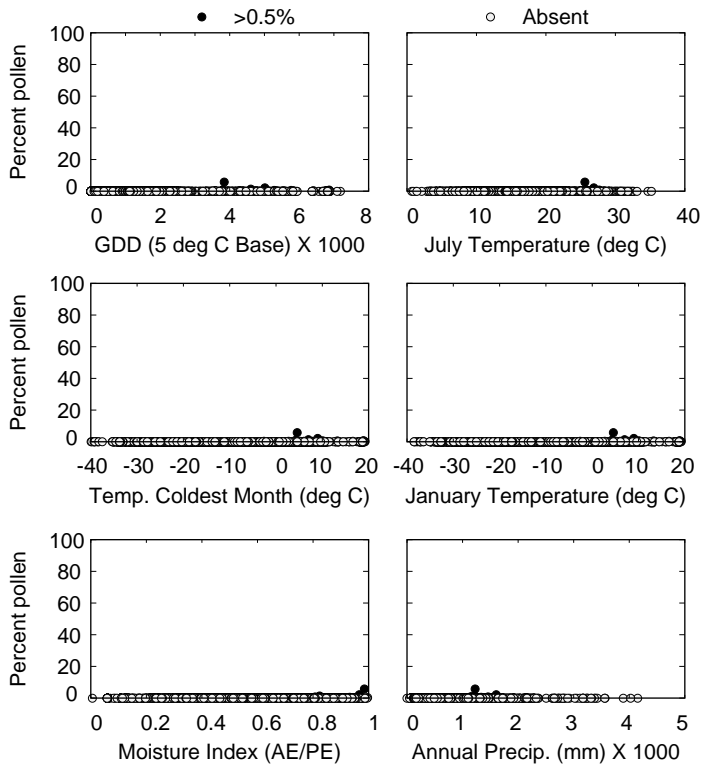 >0.5% Absent
Percent pollen
100
80
60
40
20
0
0 2 4 6 8
GDD (5 deg C Base) X 1000
0 10 20 30 40
July Temperature (deg C)
Percent pollen
100
80
60
40
20
0
-40 -30 -20 -10 0 10 20
Temp. Coldest Month (deg C)
-40 -30 -20 -10 0 10 20
January Temperature (deg C)
Percent pollen
100
80
60
40
20
0
0 0.2 0.4 0.6 0.8 1
Moisture Index (AE/PE)
0 1 2 3 4 5
Annual Precip. (mm) X 1000